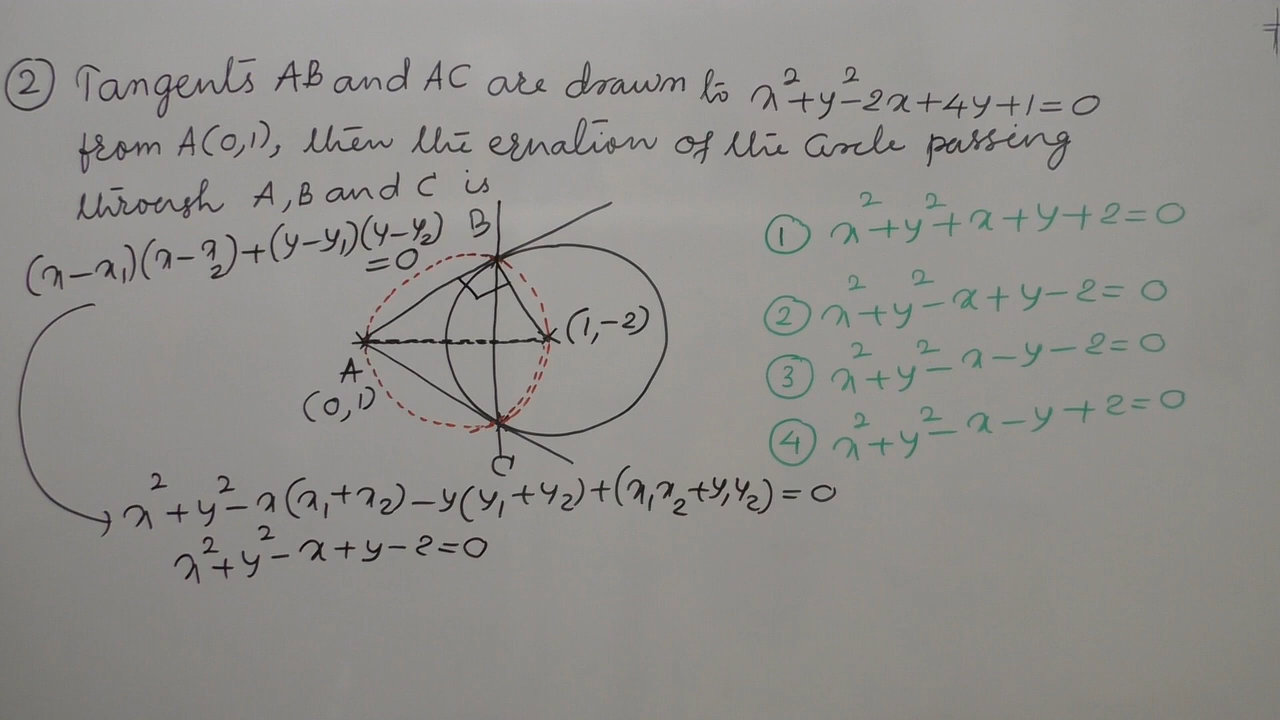 ② Tangents AB and AC are drawn to x²+y²-2x+4y+1=0
from A(0,1), then the equation of the circle passing
through A, B and C is
(x-x₁)(x-x₂)+(y-y₁)(y-y₂)
=0
B
① x²+y²+x+y+2=0
② x²+y²-x+y-2=0
③ x²+y²-x-y-2=0
④ x²+y²-x-y+2=0
(1,-2)
A
(0,1)
C
x²+y²-x(x₁+x₂)-y(y₁+y₂)+(x₁x₂+y₁y₂)=0
x²+y²-x+y-2=0